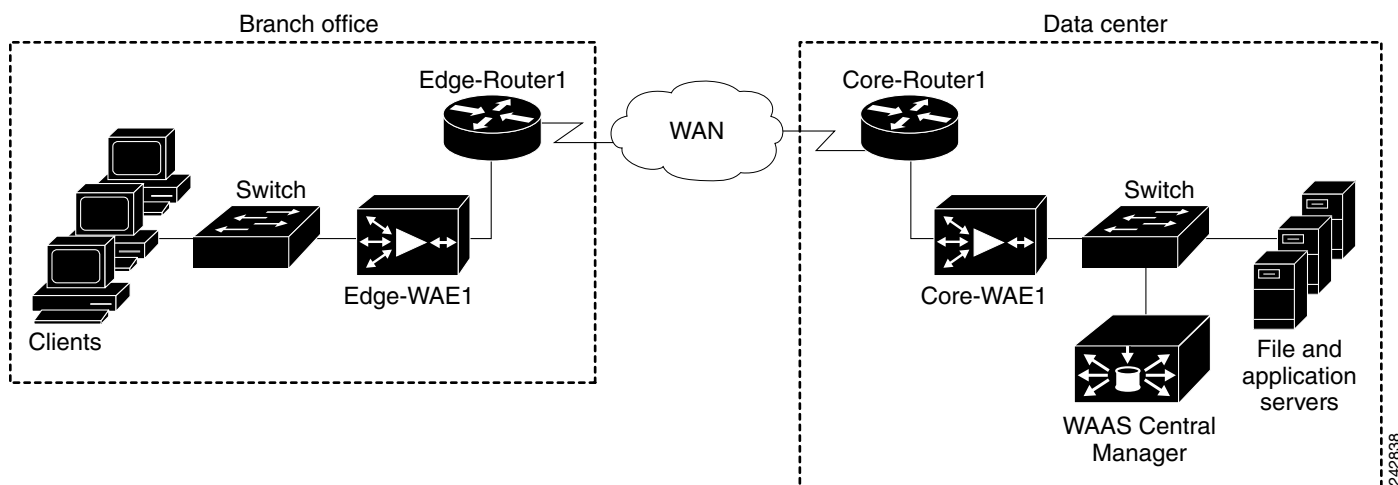 Branch office
Data center
Edge-Router1
Core-Router1
WAN
Switch
Switch
Edge-WAE1
Core-WAE1
Clients
File and
application
servers
WAAS Central
Manager
242838